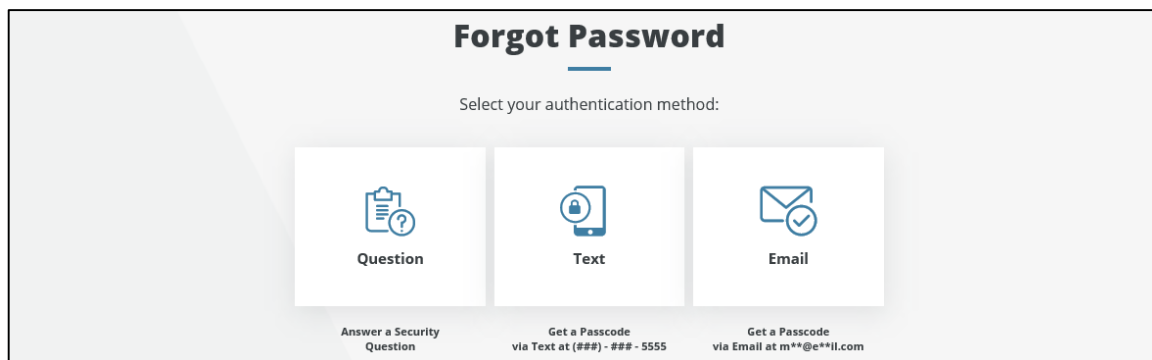 Forgot Password
Select your authentication method:
Question
Text
Email
Answer a Security
Question
Get a Passcode
via Text at (###) - ### - 5555
Get a Passcode
via Email at m**@e**il.com